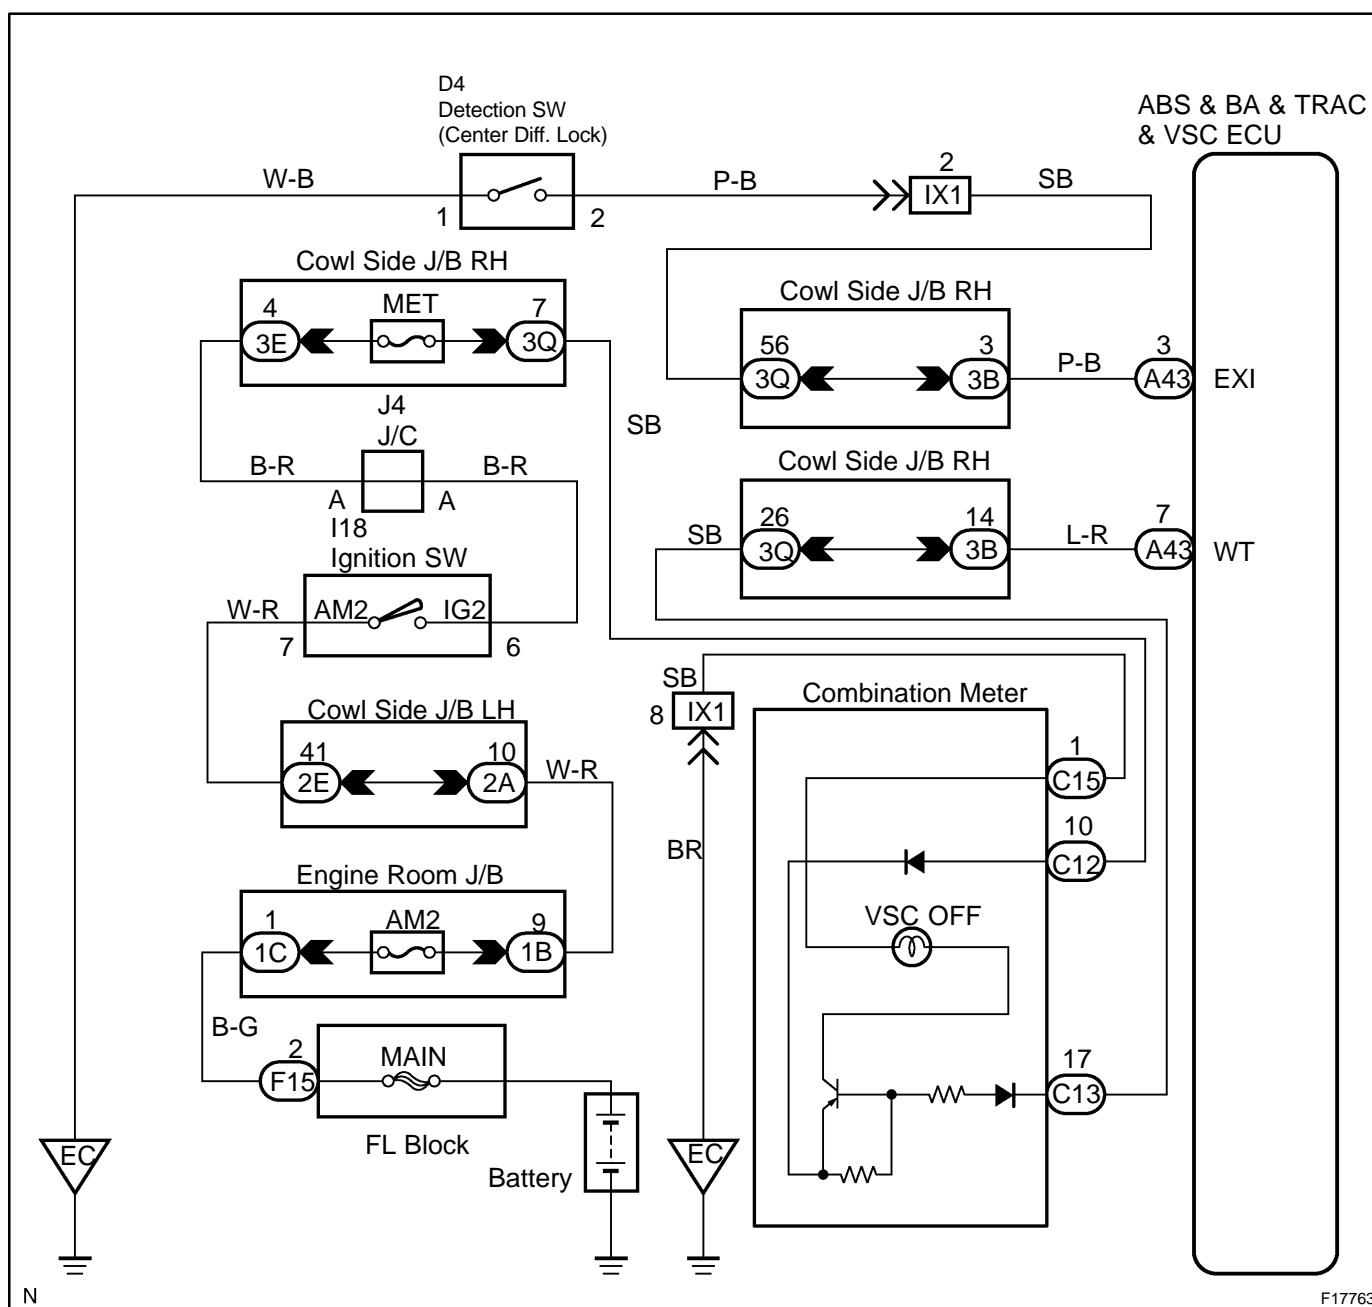 D4
Detection SW
(Center Diff. Lock)
ABS & BA & TRAC
& VSC ECU
W-B
1
2
P-B
2
IX1
SB
Cowl Side J/B RH
4
MET
7
3E
3Q
Cowl Side J/B RH
56
3
3Q
3B
P-B
3
A43
EXI
SB
J4
J/C
B-R
B-R
A
A
I18
Ignition SW
Cowl Side J/B RH
SB
26
14
3Q
3B
L-R
7
A43
WT
W-R
AM2
IG2
7
6
SB
8
IX1
Cowl Side J/B LH
41
10
2E
2A
W-R
Combination Meter
1
C15
10
C12
BR
VSC OFF
Engine Room J/B
1
AM2
9
1C
1B
B-G
2
MAIN
F15
FL Block
17
C13
EC
Battery
EC
N
F17763